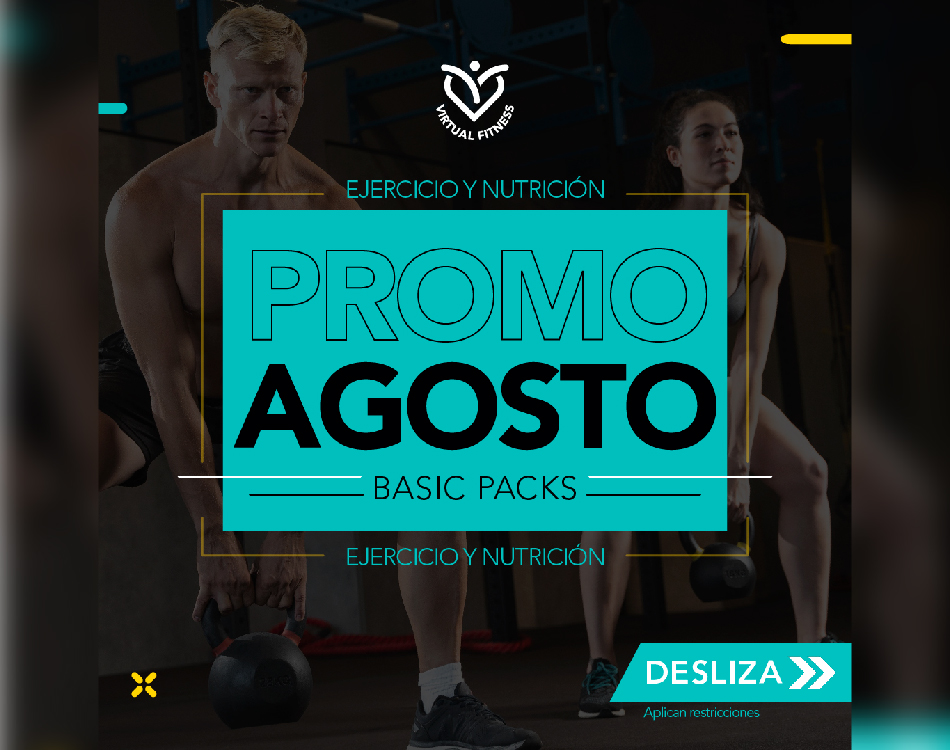 VIRTUAL FITNESS
EJERCICIO Y NUTRICIÓN
PROMO
AGOSTO
BASIC PACKS
EJERCICIO Y NUTRICIÓN
DESLIZA
Aplican restricciones